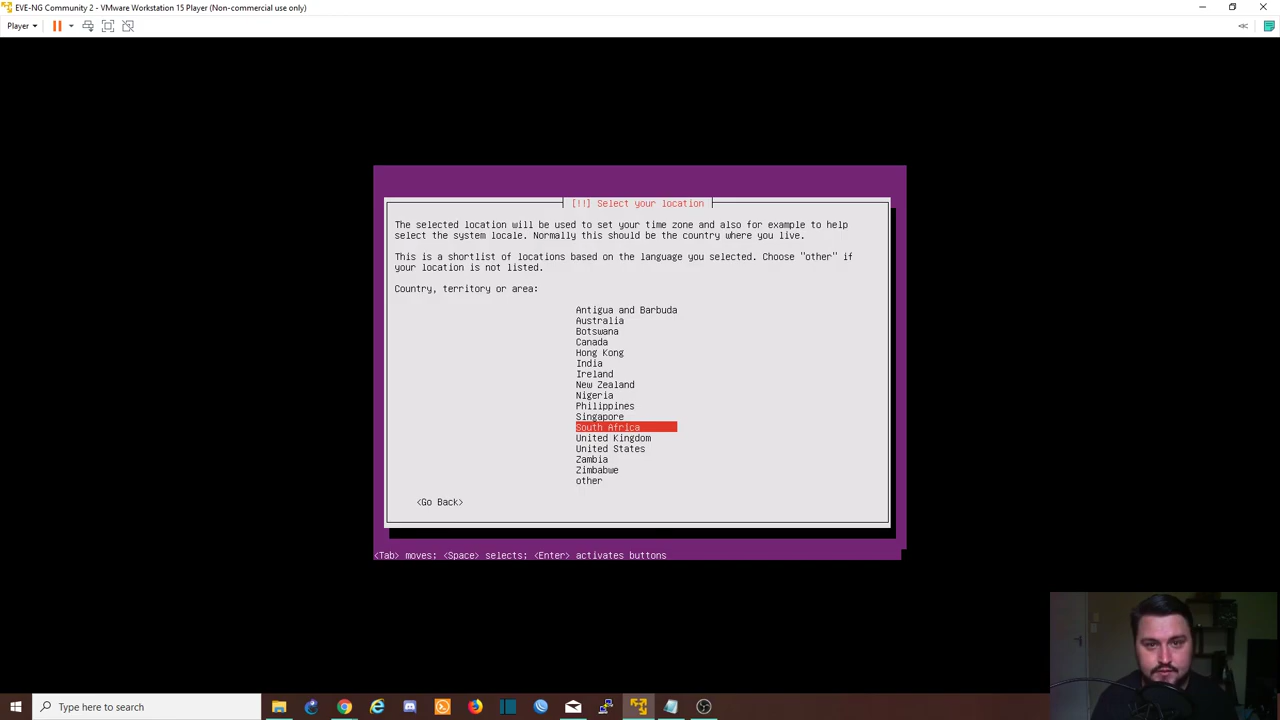 EVE-NG Community 2 - VMware Workstation 15 Player (Non-commercial use only)
Player
[!!] Select your location
The selected location will be used to set your time zone and also for example to help
select the system locale. Normally this should be the country where you live.
This is a shortlist of locations based on the language you selected. Choose "other" if
your location is not listed.
Country, territory or area:
Antigua and Barbuda
Australia
Botswana
Canada
Hong Kong
India
Ireland
New Zealand
Nigeria
Philippines
Singapore
South Africa
United Kingdom
United States
Zambia
Zimbabwe
other
<Go Back>
<Tab> moves; <Space> selects; <Enter> activates buttons
Type here to search